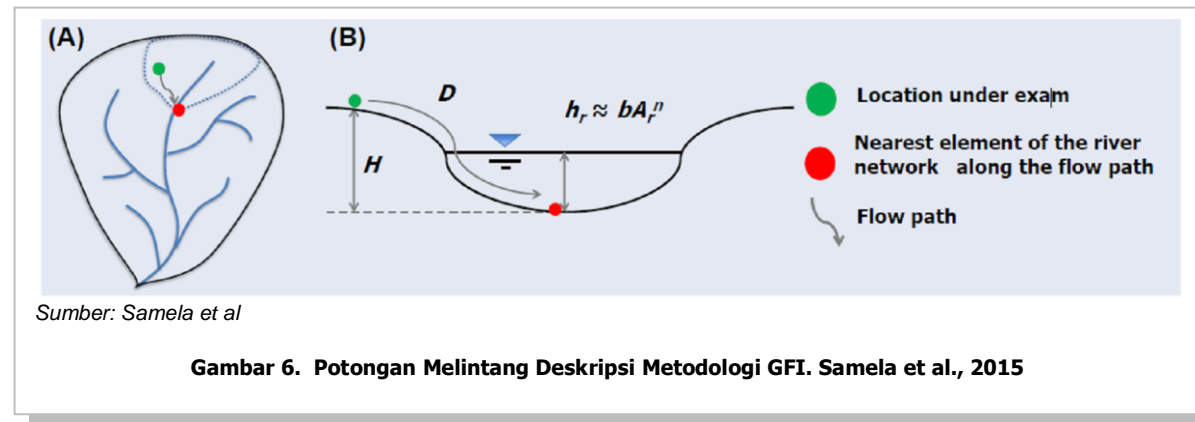 (A)
(B)
D
H
hᵣ ≈ bAᵣⁿ
Location under exam
Nearest element of the river
network along the flow path
Flow path
Sumber: Samela et al
Gambar 6. Potongan Melintang Deskripsi Metodologi GFI. Samela et al., 2015